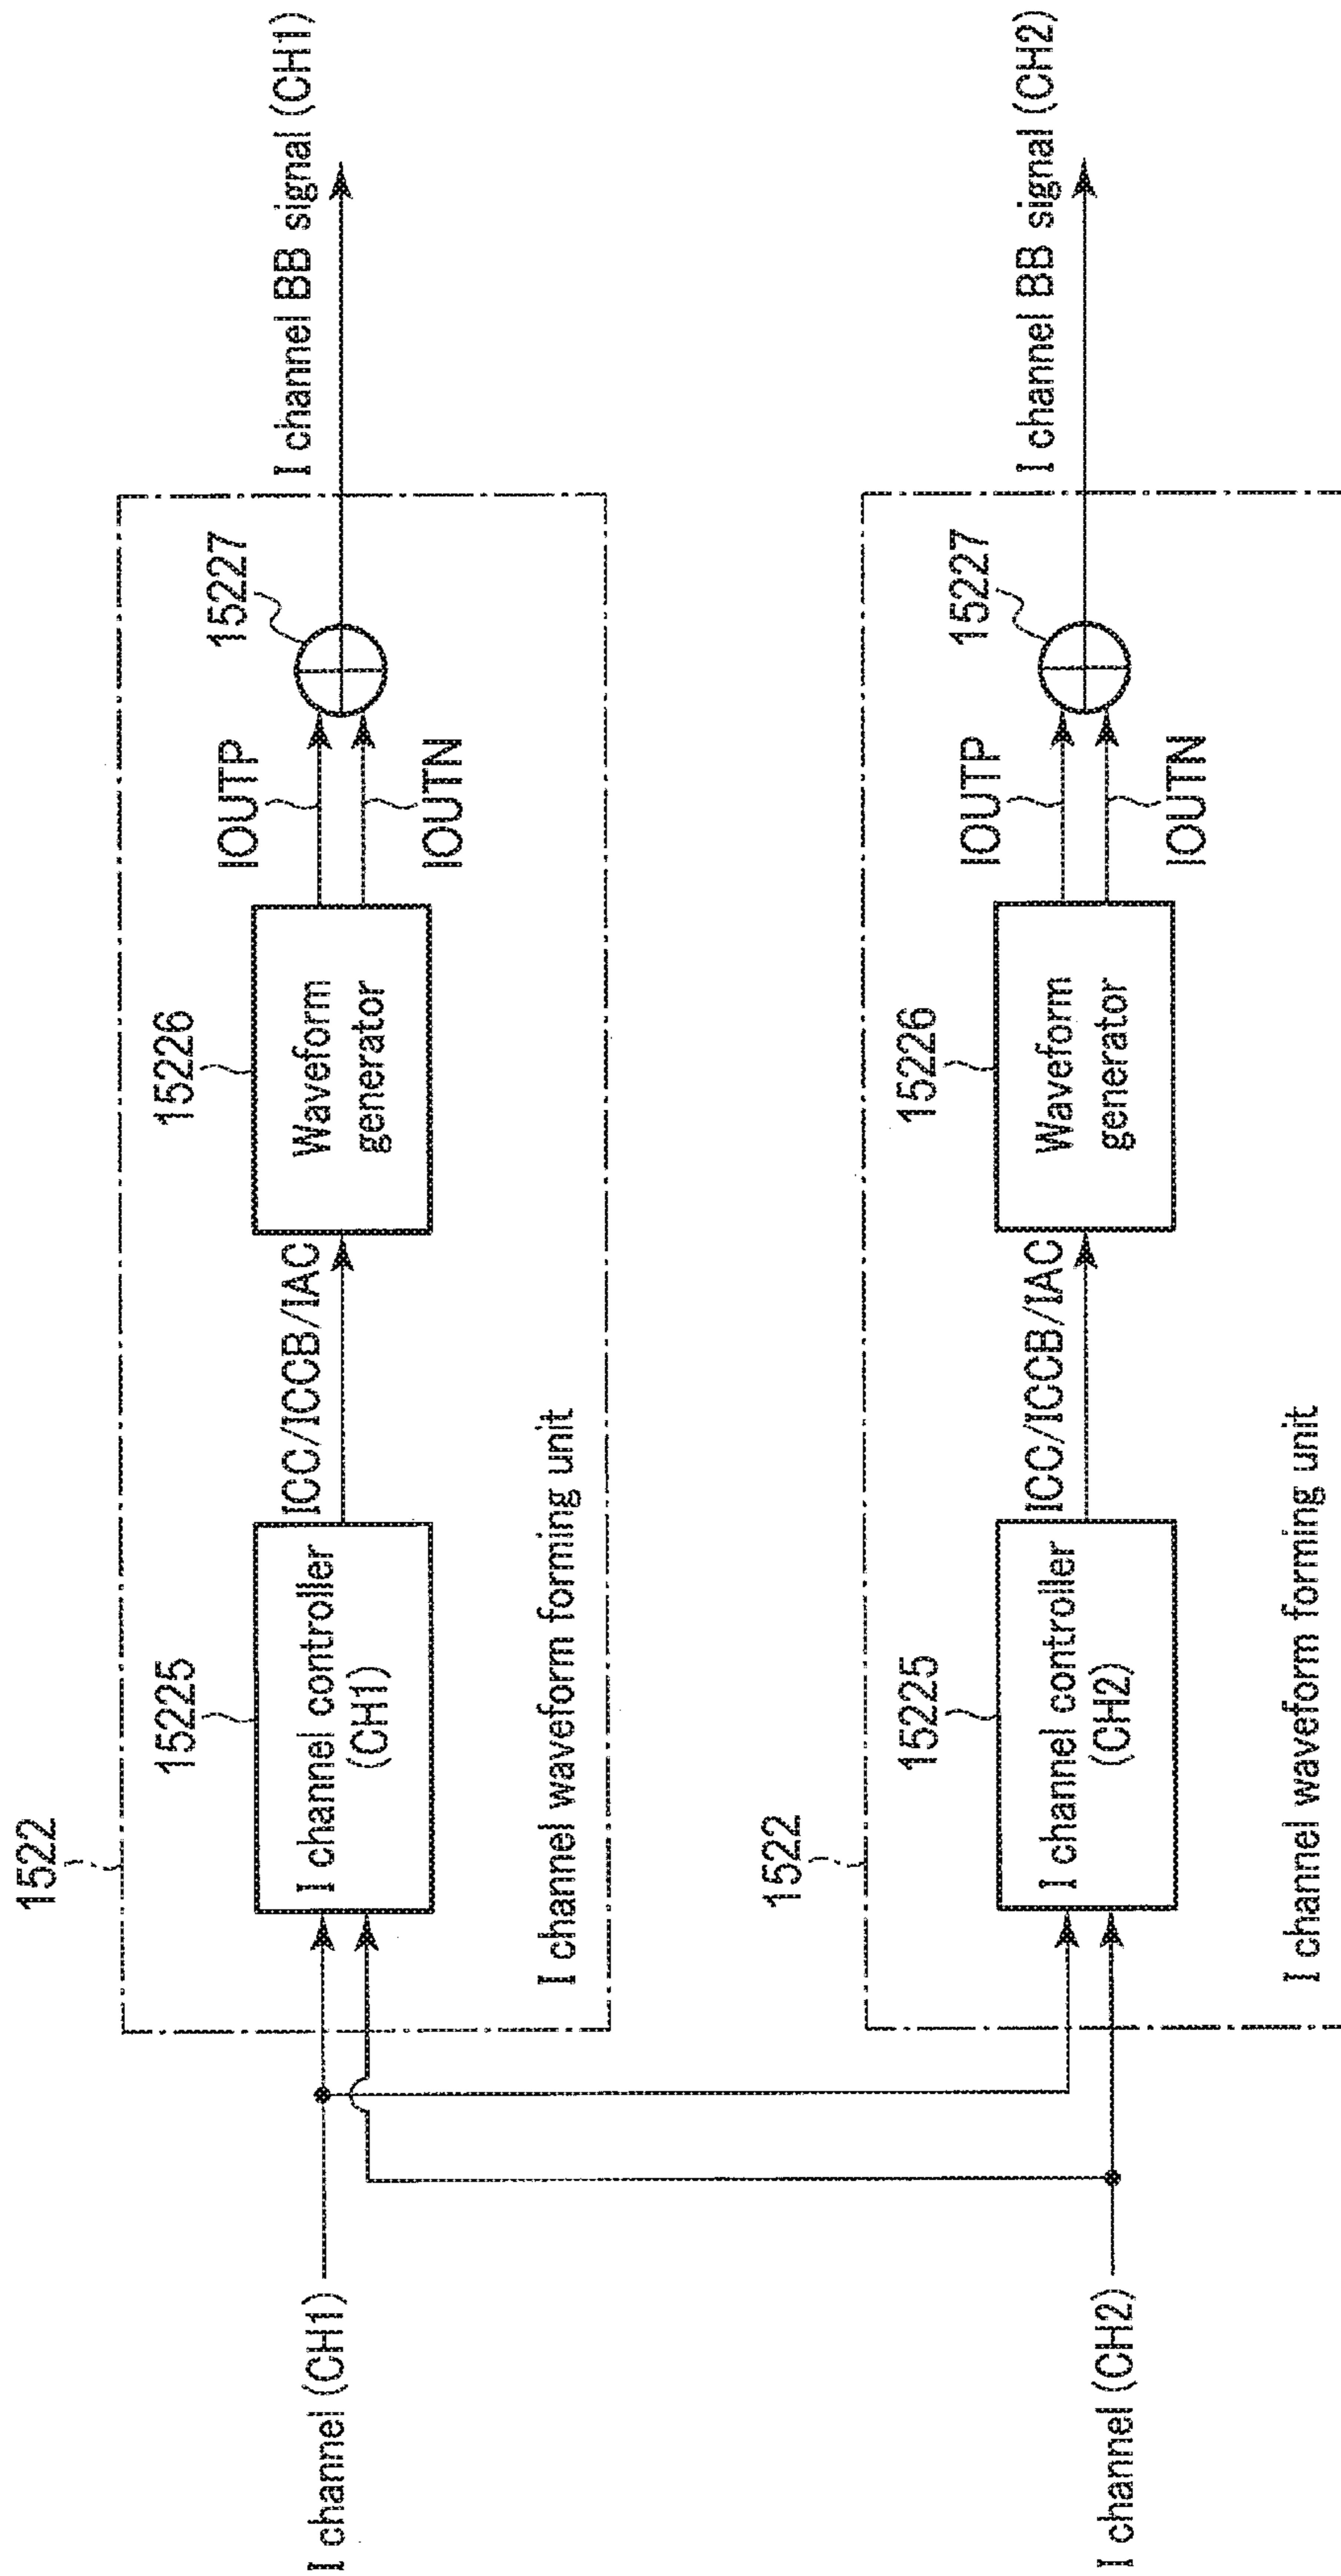 I channel (CH1)
1522
15225
I channel controller
(CH1)
ICC/ICCB/IAC
15226
Waveform
generator
IOUTP
IOUTN
15227
I channel BB signal (CH1)
I channel waveform forming unit
I channel (CH2)
1522
15225
I channel controller
(CH2)
ICC/ICCB/IAC
15226
Waveform
generator
IOUTP
IOUTN
15227
I channel BB signal (CH2)
I channel waveform forming unit